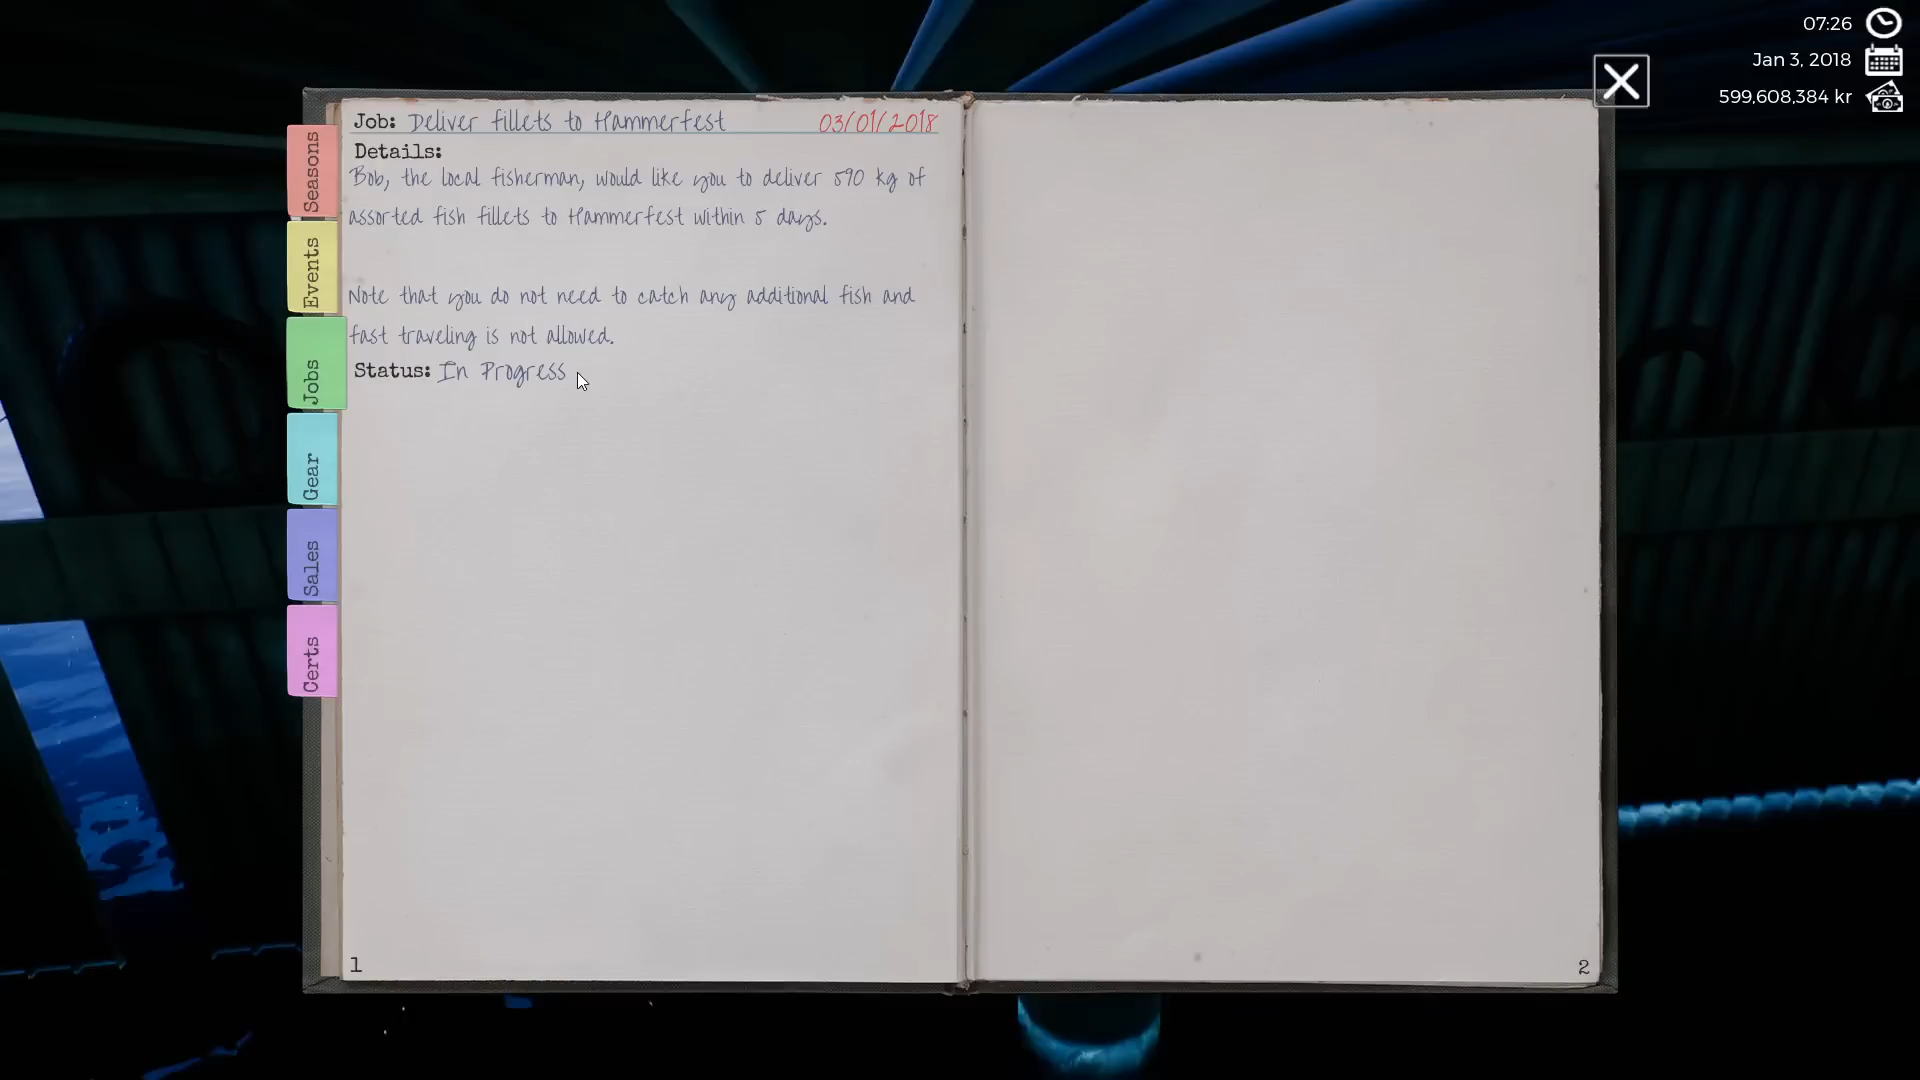 07:26
Jan 3, 2018
599,608,384 kr
Job: Deliver fillets to Hammerfest 03/01/2018
Details:
Bob, the local fisherman, would like you to deliver 590 kg of
assorted fish fillets to Hammerfest within 5 days.
Note that you do not need to catch any additional fish and
fast traveling is not allowed.
Status: In Progress
Seasons
Events
Jobs
Gear
Sales
Certs
1
2